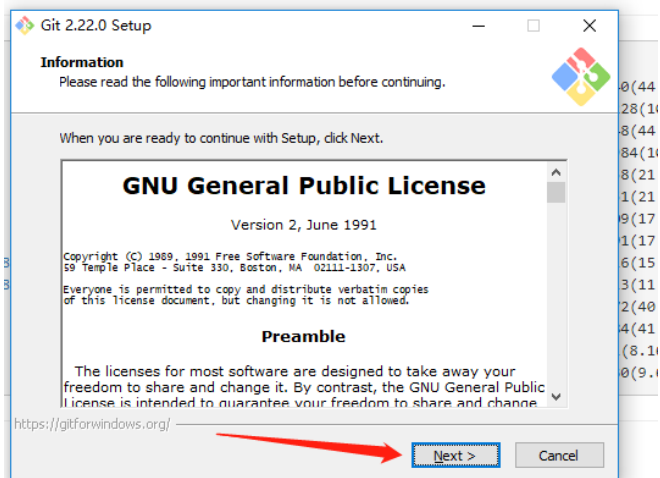 Git 2.22.0 Setup
Information
Please read the following important information before continuing.
When you are ready to continue with Setup, click Next.
GNU General Public License
Version 2, June 1991
Copyright (C) 1989, 1991 Free Software Foundation, Inc.
59 Temple Place - Suite 330, Boston, MA  02111-1307, USA
Everyone is permitted to copy and distribute verbatim copies
of this license document, but changing it is not allowed.
Preamble
The licenses for most software are designed to take away your
freedom to share and change it. By contrast, the GNU General Public
License is intended to guarantee your freedom to share and change
https://gitforwindows.org/
Next >
Cancel